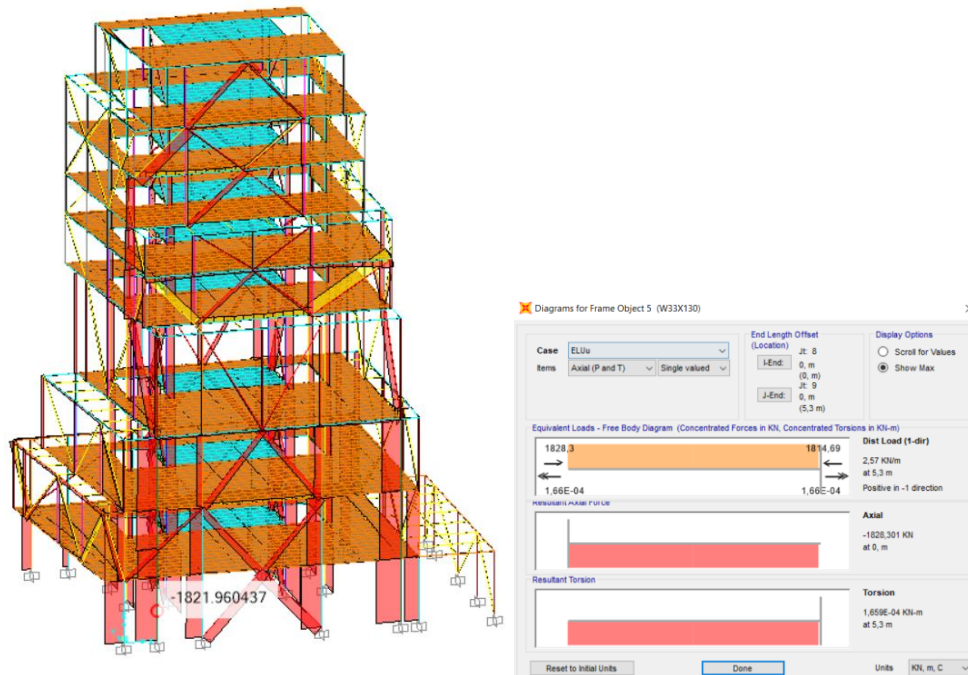 -1821.960437
Diagrams for Frame Object 5 (W33X130)
Case
ELUu
Items
Axial (P and T)
Single valued
End Length Offset
(Location)
Jt: 8
I-End:
0, m
(0, m)
Jt: 9
J-End:
0, m
(5,3 m)
Display Options
Scroll for Values
Show Max
Equivalent Loads - Free Body Diagram (Concentrated Forces in KN, Concentrated Torsions in KN-m)
1828,3
1814,69
1,66E-04
1,66E-04
Dist Load (1-dir)
2,57 KN/m
at 5,3 m
Positive in -1 direction
Resultant Axial Force
Axial
-1828,301 KN
at 0, m
Resultant Torsion
Torsion
1,659E-04 KN-m
at 5,3 m
Reset to Initial Units
Done
Units
KN, m, C